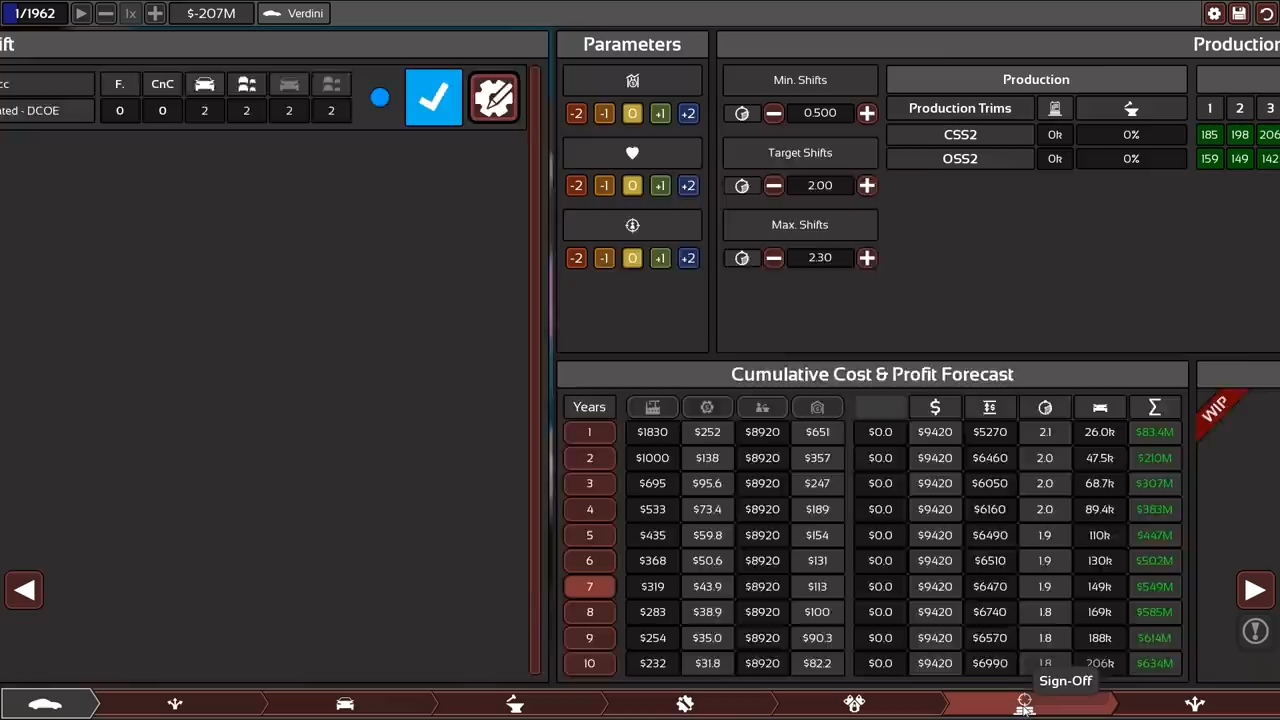 1/1962 1x $-207M Verdini
ift Parameters Production
cc F. CnC Min. Shifts Production
ated - DCOE 0 0 2 2 2 2 -2 -1 0 +1 +2 0.500 Production Trims 1 2 3
CSS2 0k 0% 185 198 206
Target Shifts OSS2 0k 0% 159 149 142
-2 -1 0 +1 +2 2.00
Max. Shifts
-2 -1 0 +1 +2 2.30
Cumulative Cost & Profit Forecast
Years $ Σ WIP
1 $1830 $252 $8920 $651 $0.0 $9420 $5270 2.1 26.0k $83.4M
2 $1000 $138 $8920 $357 $0.0 $9420 $6460 2.0 47.5k $210M
3 $695 $95.6 $8920 $247 $0.0 $9420 $6050 2.0 68.7k $307M
4 $533 $73.4 $8920 $189 $0.0 $9420 $6160 2.0 89.4k $383M
5 $435 $59.8 $8920 $154 $0.0 $9420 $6490 1.9 110k $447M
6 $368 $50.6 $8920 $131 $0.0 $9420 $6510 1.9 130k $502M
7 $319 $43.9 $8920 $113 $0.0 $9420 $6470 1.9 149k $549M
8 $283 $38.9 $8920 $100 $0.0 $9420 $6740 1.8 169k $585M
9 $254 $35.0 $8920 $90.3 $0.0 $9420 $6570 1.8 188k $614M
10 $232 $31.8 $8920 $82.2 $0.0 $9420 $6990 1.8 206k $634M
Sign-Off